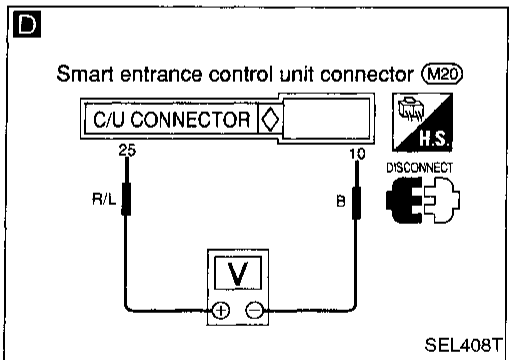 D
Smart entrance control unit connector (M20)
C/U CONNECTOR
H.S.
25
10
DISCONNECT
R/L
B
V
+ −
SEL408T